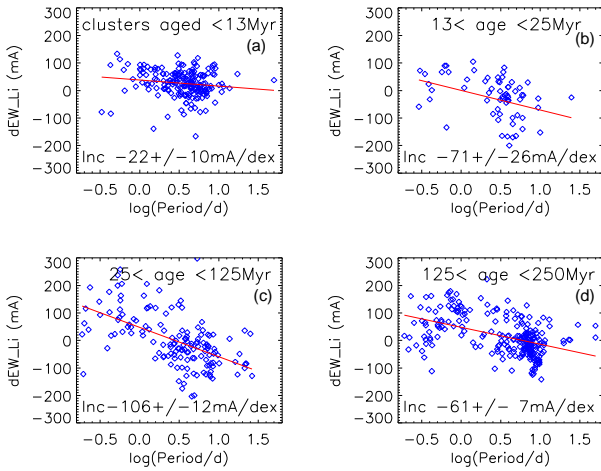 clusters aged <13Myr
(a)
dEW_Li (mA)
300
200
100
0
−100
−200
−300
Inc −22+/−10mA/dex
−0.5 0.0 0.5 1.0 1.5
log(Period/d)
13< age <25Myr
(b)
dEW_Li (mA)
300
200
100
0
−100
−200
−300
Inc −71+/−26mA/dex
−0.5 0.0 0.5 1.0 1.5
log(Period/d)
25< age <125Myr
(c)
dEW_Li (mA)
300
200
100
0
−100
−200
−300
Inc−106+/−12mA/dex
−0.5 0.0 0.5 1.0 1.5
log(Period/d)
125< age <250Myr
(d)
dEW_Li (mA)
300
200
100
0
−100
−200
−300
Inc −61+/− 7mA/dex
−0.5 0.0 0.5 1.0 1.5
log(Period/d)